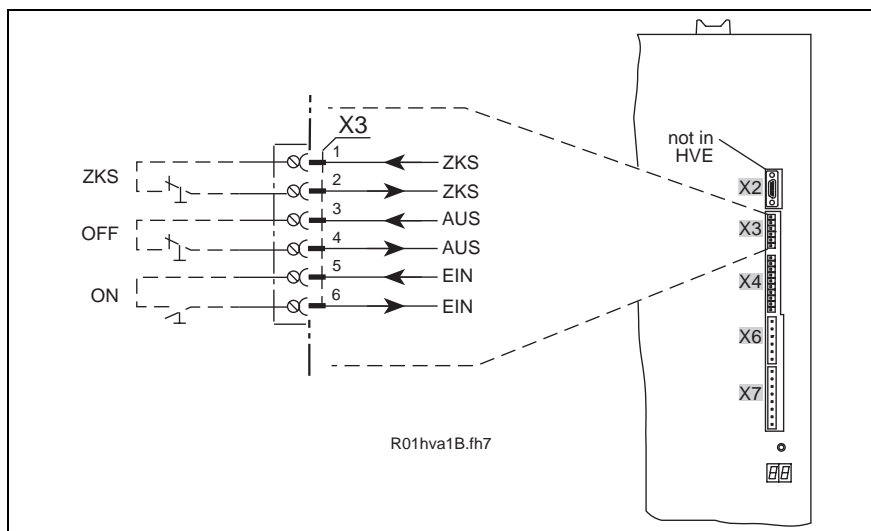 X3
1
ZKS
2
ZKS
ZKS
3
AUS
OFF
4
AUS
5
EIN
ON
6
EIN
R01hva1B.fh7
not in
HVE
X2
X3
X4
X6
X7
88